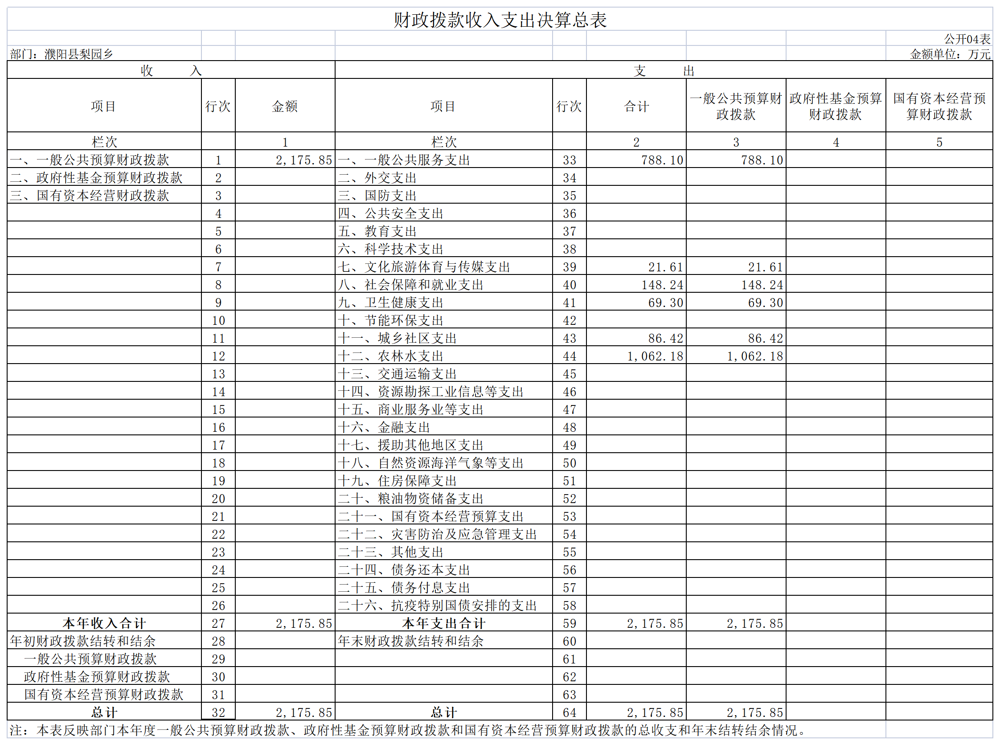 财政拨款收入支出决算总表
公开04表
部门：濮阳县梨园乡 金额单位：万元
收 入 支 出
项目 行次 金额 项目 行次 合计 一般公共预算财政拨款 政府性基金预算财政拨款 国有资本经营预算财政拨款
栏次 1 栏次 2 3 4 5
一、一般公共预算财政拨款 1 2,175.85 一、一般公共服务支出 33 788.10 788.10
二、政府性基金预算财政拨款 2 二、外交支出 34
三、国有资本经营财政拨款 3 三、国防支出 35
4 四、公共安全支出 36
5 五、教育支出 37
6 六、科学技术支出 38
7 七、文化旅游体育与传媒支出 39 21.61 21.61
8 八、社会保障和就业支出 40 148.24 148.24
9 九、卫生健康支出 41 69.30 69.30
10 十、节能环保支出 42
11 十一、城乡社区支出 43 86.42 86.42
12 十二、农林水支出 44 1,062.18 1,062.18
13 十三、交通运输支出 45
14 十四、资源勘探工业信息等支出 46
15 十五、商业服务业等支出 47
16 十六、金融支出 48
17 十七、援助其他地区支出 49
18 十八、自然资源海洋气象等支出 50
19 十九、住房保障支出 51
20 二十、粮油物资储备支出 52
21 二十一、国有资本经营预算支出 53
22 二十二、灾害防治及应急管理支出 54
23 二十三、其他支出 55
24 二十四、债务还本支出 56
25 二十五、债务付息支出 57
26 二十六、抗疫特别国债安排的支出 58
本年收入合计 27 2,175.85 本年支出合计 59 2,175.85 2,175.85
年初财政拨款结转和结余 28 年末财政拨款结转和结余 60
一般公共预算财政拨款 29 61
政府性基金预算财政拨款 30 62
国有资本经营预算财政拨款 31 63
总计 32 2,175.85 总计 64 2,175.85 2,175.85
注：本表反映部门本年度一般公共预算财政拨款、政府性基金预算财政拨款和国有资本经营预算财政拨款的总收支和年末结转结余情况。